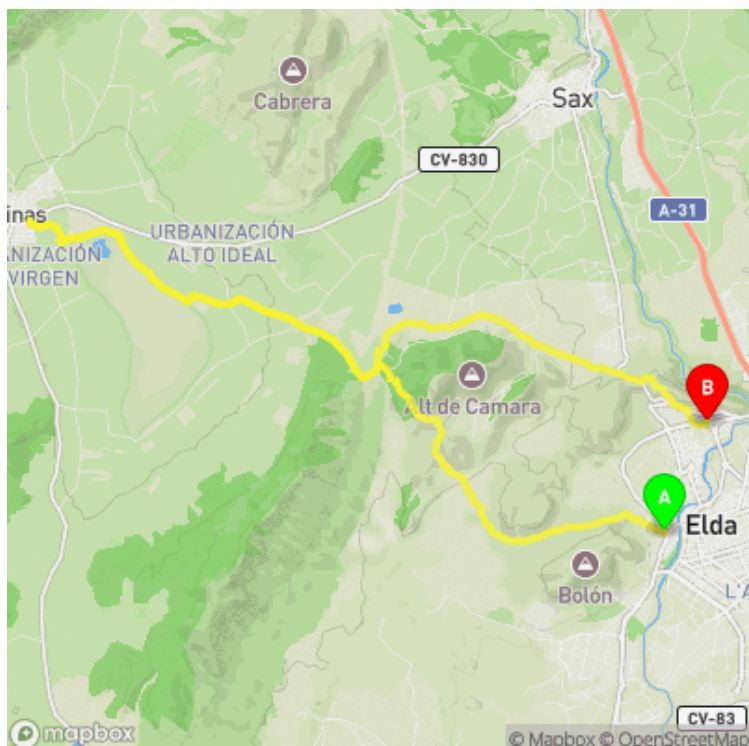 Cabrera
Sax
CV-830
A-31
inas
URBANIZACIÓN
ALTO IDEAL
ANIZACIÓN
VIRGEN
Alt de Camara
B
A
Elda
Bolón
L'A
CV-83
mapbox
© Mapbox © OpenStreetMap